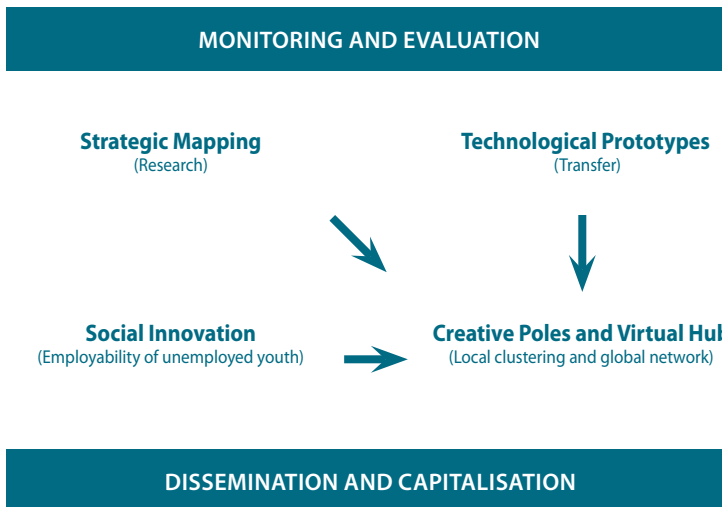 MONITORING AND EVALUATION
Strategic Mapping
(Research)
Technological Prototypes
(Transfer)
Social Innovation
(Employability of unemployed youth)
Creative Poles and Virtual Hub
(Local clustering and global network)
DISSEMINATION AND CAPITALISATION